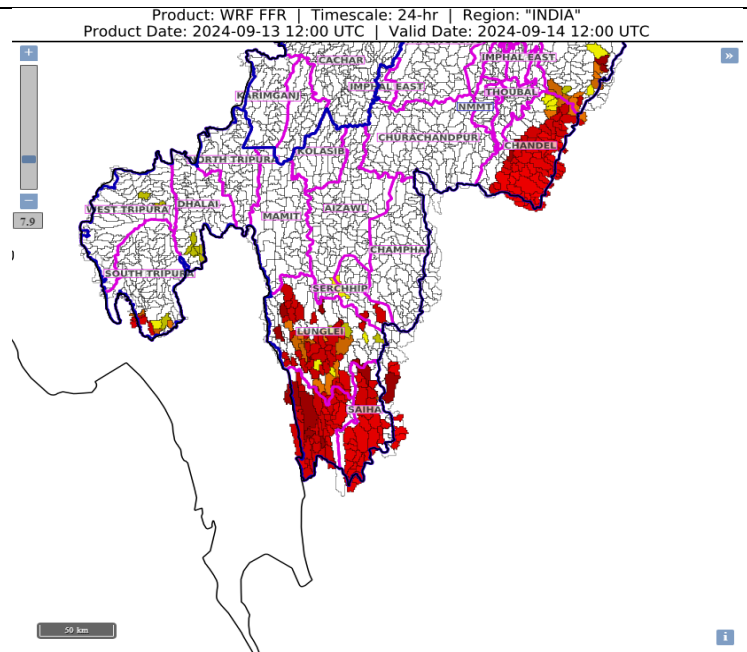 Product: WRF FFR | Timescale: 24-hr | Region: "INDIA"
Product Date: 2024-09-13 12:00 UTC | Valid Date: 2024-09-14 12:00 UTC
+
»
CACHAR
IMPHAL EAST
KARIMGANJ
IMPHAL EAST
THOUBAL
NMMT
CHURACHANDPUR
CHANDEL
KOLASIB
NORTH TRIPURA
–
7.9
WEST TRIPURA
DHALAI
MAMIT
AIZAWL
CHAMPHA
SOUTH TRIPURA
SERCHHIP
LUNGLEI
SAIHA
50 km
i